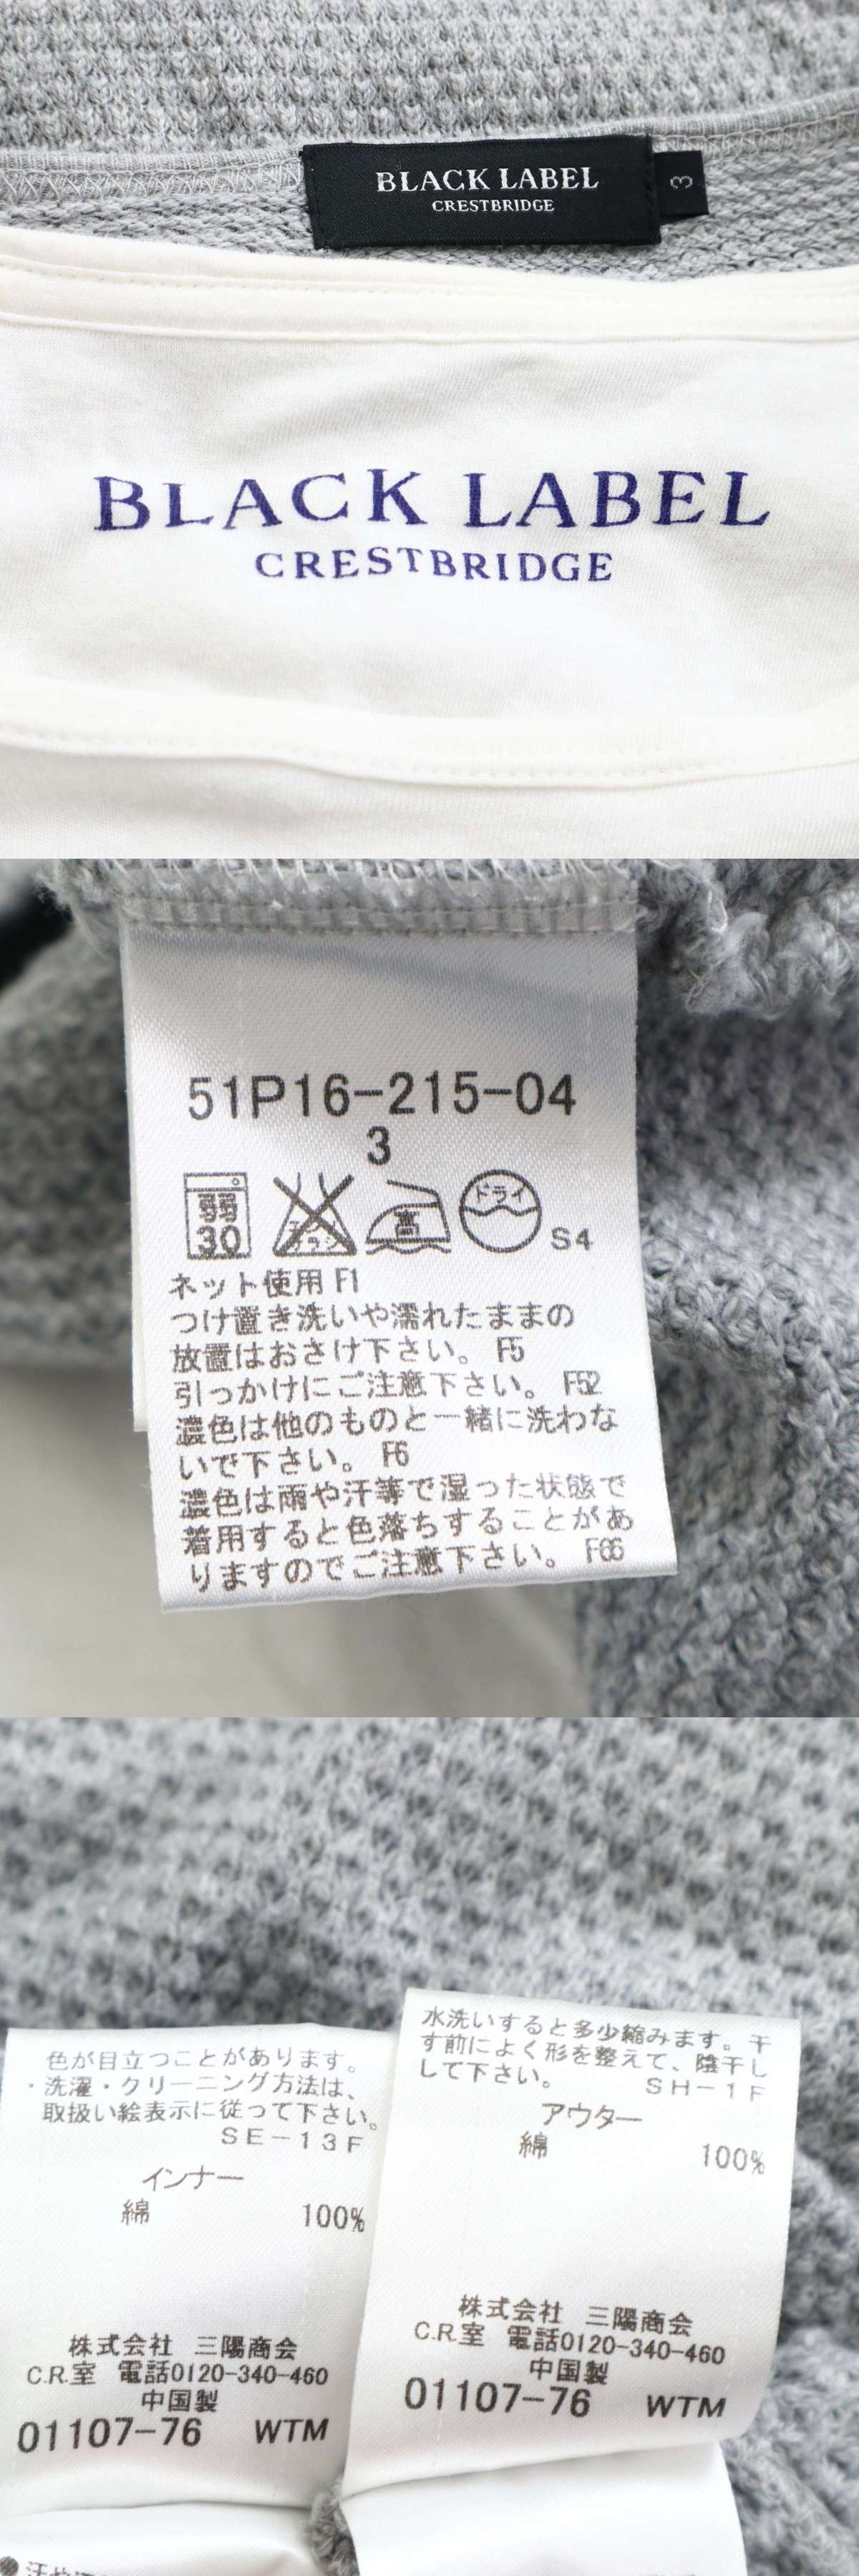 BLACK LABEL
CRESTBRIDGE
3
BLACK LABEL
CRESTBRIDGE
51P16-215-04
3
弱
30
高
ドライ
S4
ネット使用 F1
つけ置き洗いや濡れたままの
放置はおさけ下さい。 F5
引っかけにご注意下さい。 F52
濃色は他のものと一緒に洗わな
いで下さい。 F6
濃色は雨や汗等で湿った状態で
着用すると色落ちすることがあ
りますのでご注意下さい。 F66
色が目立つことがあります。
・洗濯・クリーニング方法は、
取扱い絵表示に従って下さい。
SE-13F
インナー
綿 100%
株式会社 三陽商会
C.R.室 電話0120-340-460
中国製
01107-76 WTM
水洗いすると多少縮みます。干
す前によく形を整えて、陰干し
して下さい。 SH-1F
アウター
綿 100%
株式会社 三陽商会
C.R.室 電話0120-340-460
中国製
01107-76 WTM